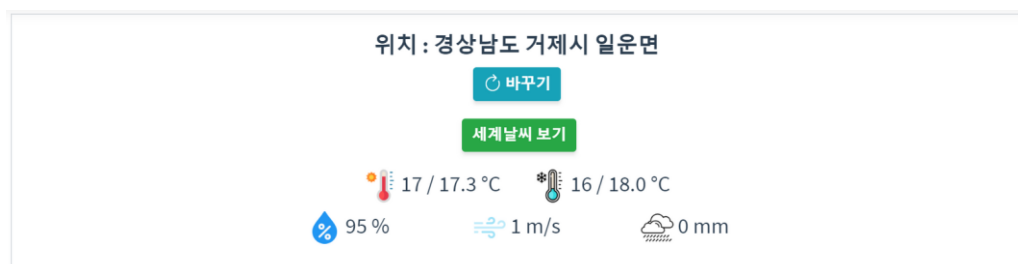 위치 : 경상남도 거제시 일운면
바꾸기
세계날씨 보기
17 / 17.3 °C 16 / 18.0 °C
95 % 1 m/s 0 mm